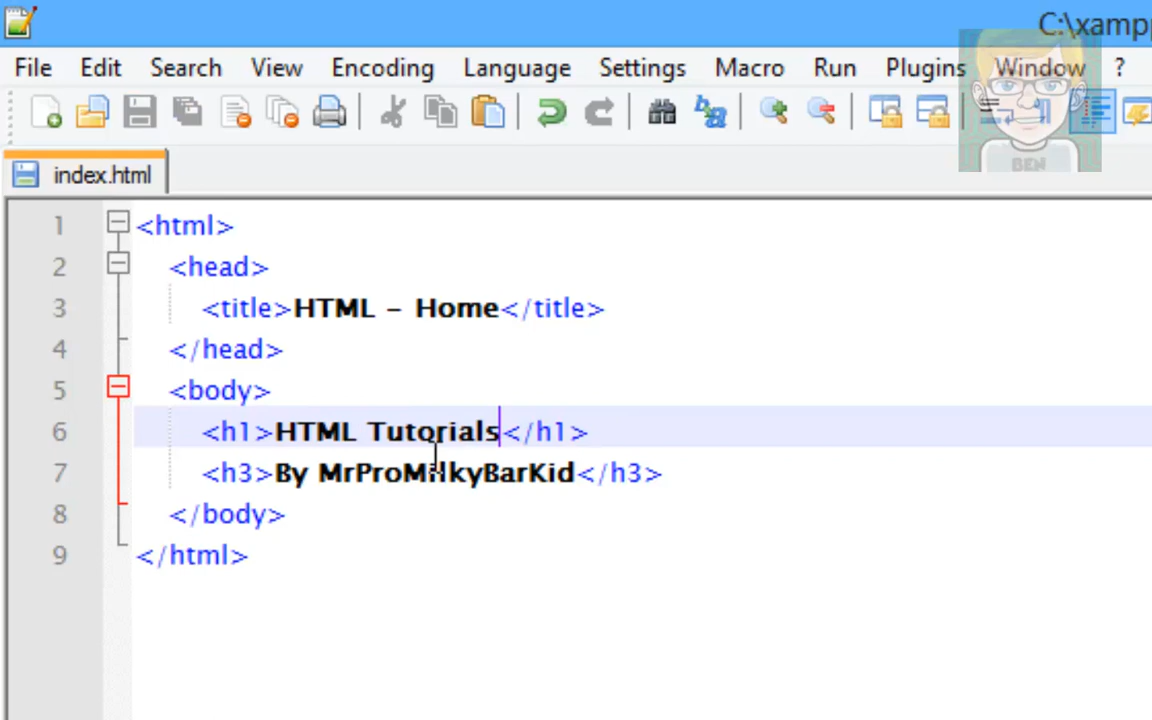 C:\xampp
File Edit Search View Encoding Language Settings Macro Run Plugins Window ?
BEN
index.html
1 <html>
2 <head>
3 <title>HTML - Home</title>
4 </head>
5 <body>
6 <h1>HTML Tutorials</h1>
7 <h3>By MrProMilkyBarKid</h3>
8 </body>
9 </html>